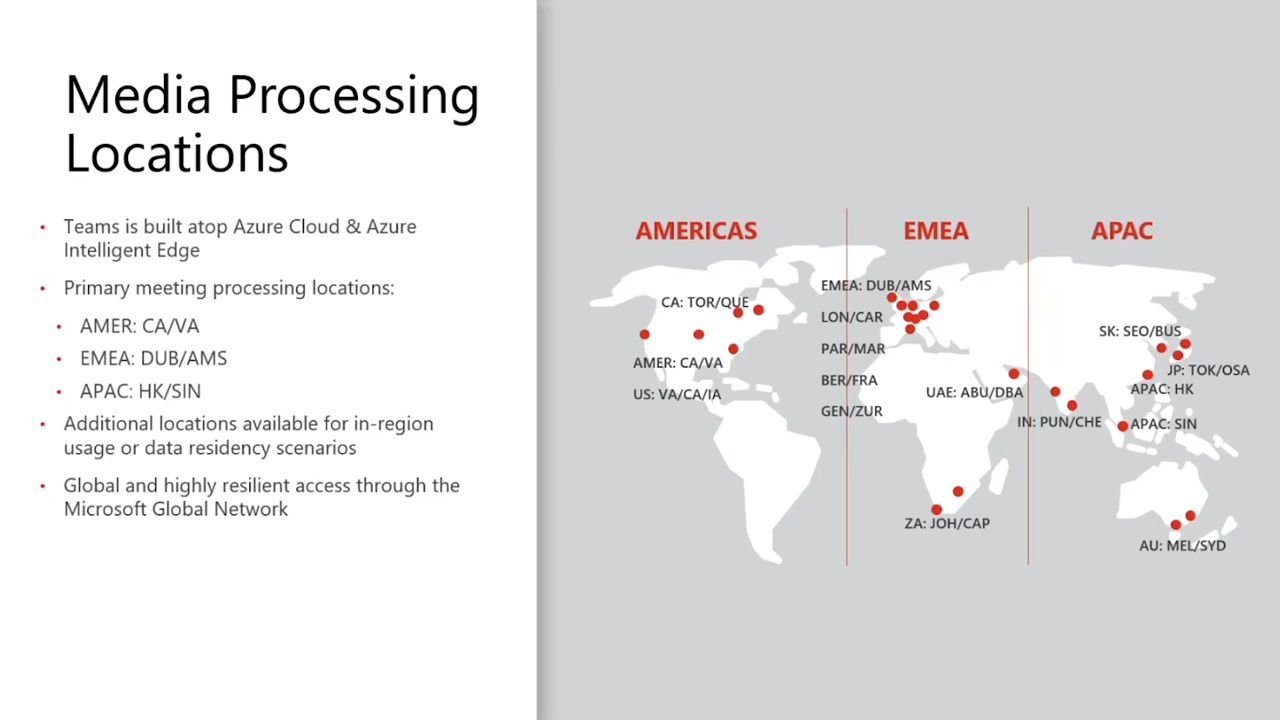 Media Processing
Locations
• Teams is built atop Azure Cloud & Azure
Intelligent Edge
• Primary meeting processing locations:
• AMER: CA/VA
• EMEA: DUB/AMS
• APAC: HK/SIN
• Additional locations available for in-region
usage or data residency scenarios
• Global and highly resilient access through the
Microsoft Global Network
AMERICAS
CA: TOR/QUE
AMER: CA/VA
US: VA/CA/IA
EMEA
EMEA: DUB/AMS
LON/CAR
PAR/MAR
BER/FRA
GEN/ZUR
UAE: ABU/DBA
ZA: JOH/CAP
APAC
SK: SEO/BUS
JP: TOK/OSA
APAC: HK
IN: PUN/CHE
APAC: SIN
AU: MEL/SYD